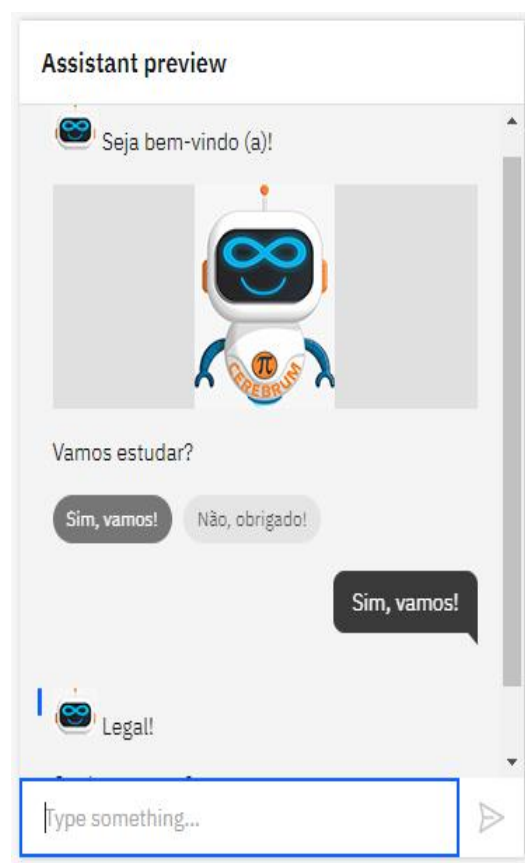 Assistant preview
Seja bem-vindo (a)!
π
CEREBRUM
Vamos estudar?
Sim, vamos!
Não, obrigado!
Sim, vamos!
Legal!
Type something...